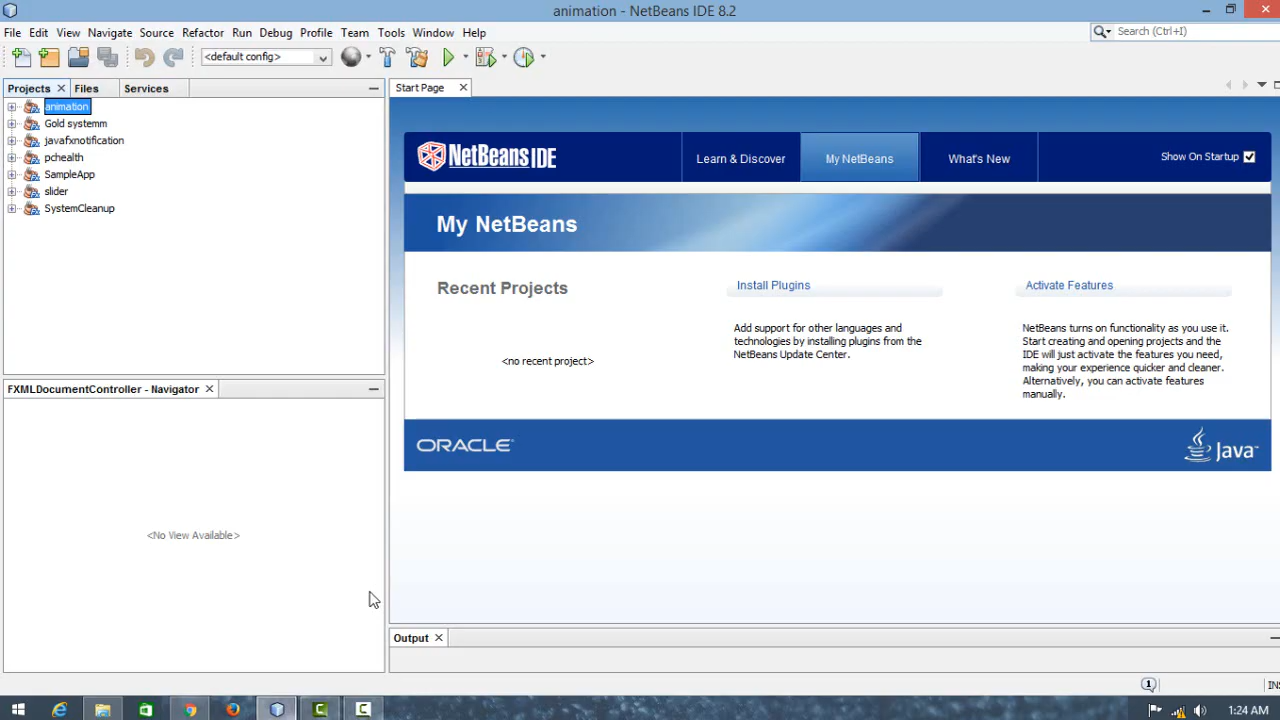 animation - NetBeans IDE 8.2
File Edit View Navigate Source Refactor Run Debug Profile Team Tools Window Help
Search (Ctrl+I)
<default config>
Projects Files Services
Start Page
animation
Gold systemm
javafxnotification
pchealth
SampleApp
slider
SystemCleanup
NetBeans IDE
Learn & Discover
My NetBeans
What's New
Show On Startup
My NetBeans
Recent Projects
<no recent project>
Install Plugins
Add support for other languages and
technologies by installing plugins from the
NetBeans Update Center.
Activate Features
NetBeans turns on functionality as you use it.
Start creating and opening projects and the
IDE will just activate the features you need,
making your experience quicker and cleaner.
Alternatively, you can activate features
manually.
ORACLE
Java
FXMLDocumentController - Navigator
<No View Available>
Output
1
INS
1:24 AM